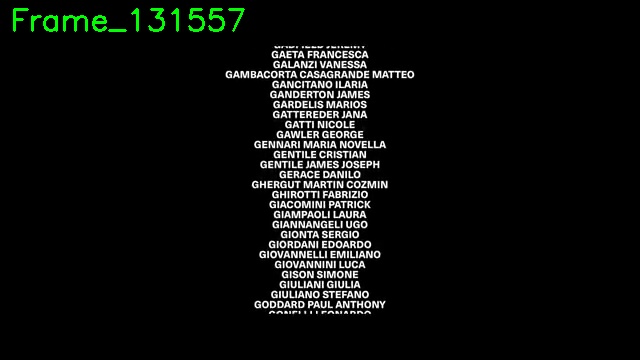 Frame_131557
GAETA FRANCESCA
GALANZI VANESSA
GAMBACORTA CASAGRANDE MATTEO
GANCITANO ILARIA
GANDERTON JAMES
GARDELIS MARIOS
GATTEREDER JANA
GATTI NICOLE
GAWLER GEORGE
GENNARI MARIA NOVELLA
GENTILE CRISTIAN
GENTILE JAMES JOSEPH
GERACE DANILO
GHERGUT MARTIN COZMIN
GHIROTTI FABRIZIO
GIACOMINI PATRICK
GIAMPAOLI LAURA
GIANNANGELI UGO
GIONTA SERGIO
GIORDANI EDOARDO
GIOVANNELLI EMILIANO
GIOVANNINI LUCA
GISON SIMONE
GIULIANI GIULIA
GIULIANO STEFANO
GODDARD PAUL ANTHONY